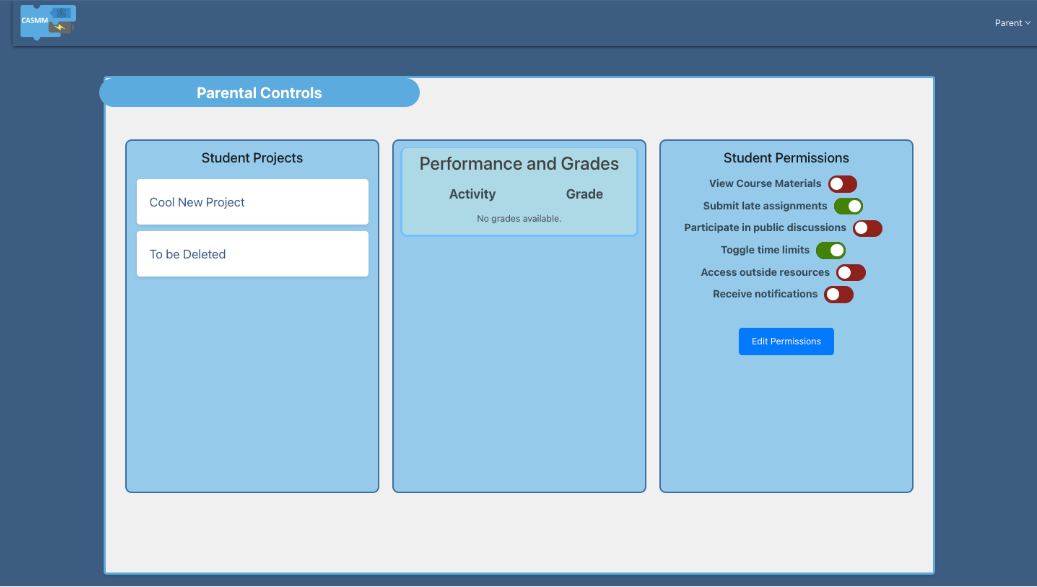 CASMM
Parent
Parental Controls
Student Projects
Cool New Project
To be Deleted
Performance and Grades
Activity Grade
No grades available.
Student Permissions
View Course Materials
Submit late assignments
Participate in public discussions
Toggle time limits
Access outside resources
Receive notifications
Edit Permissions